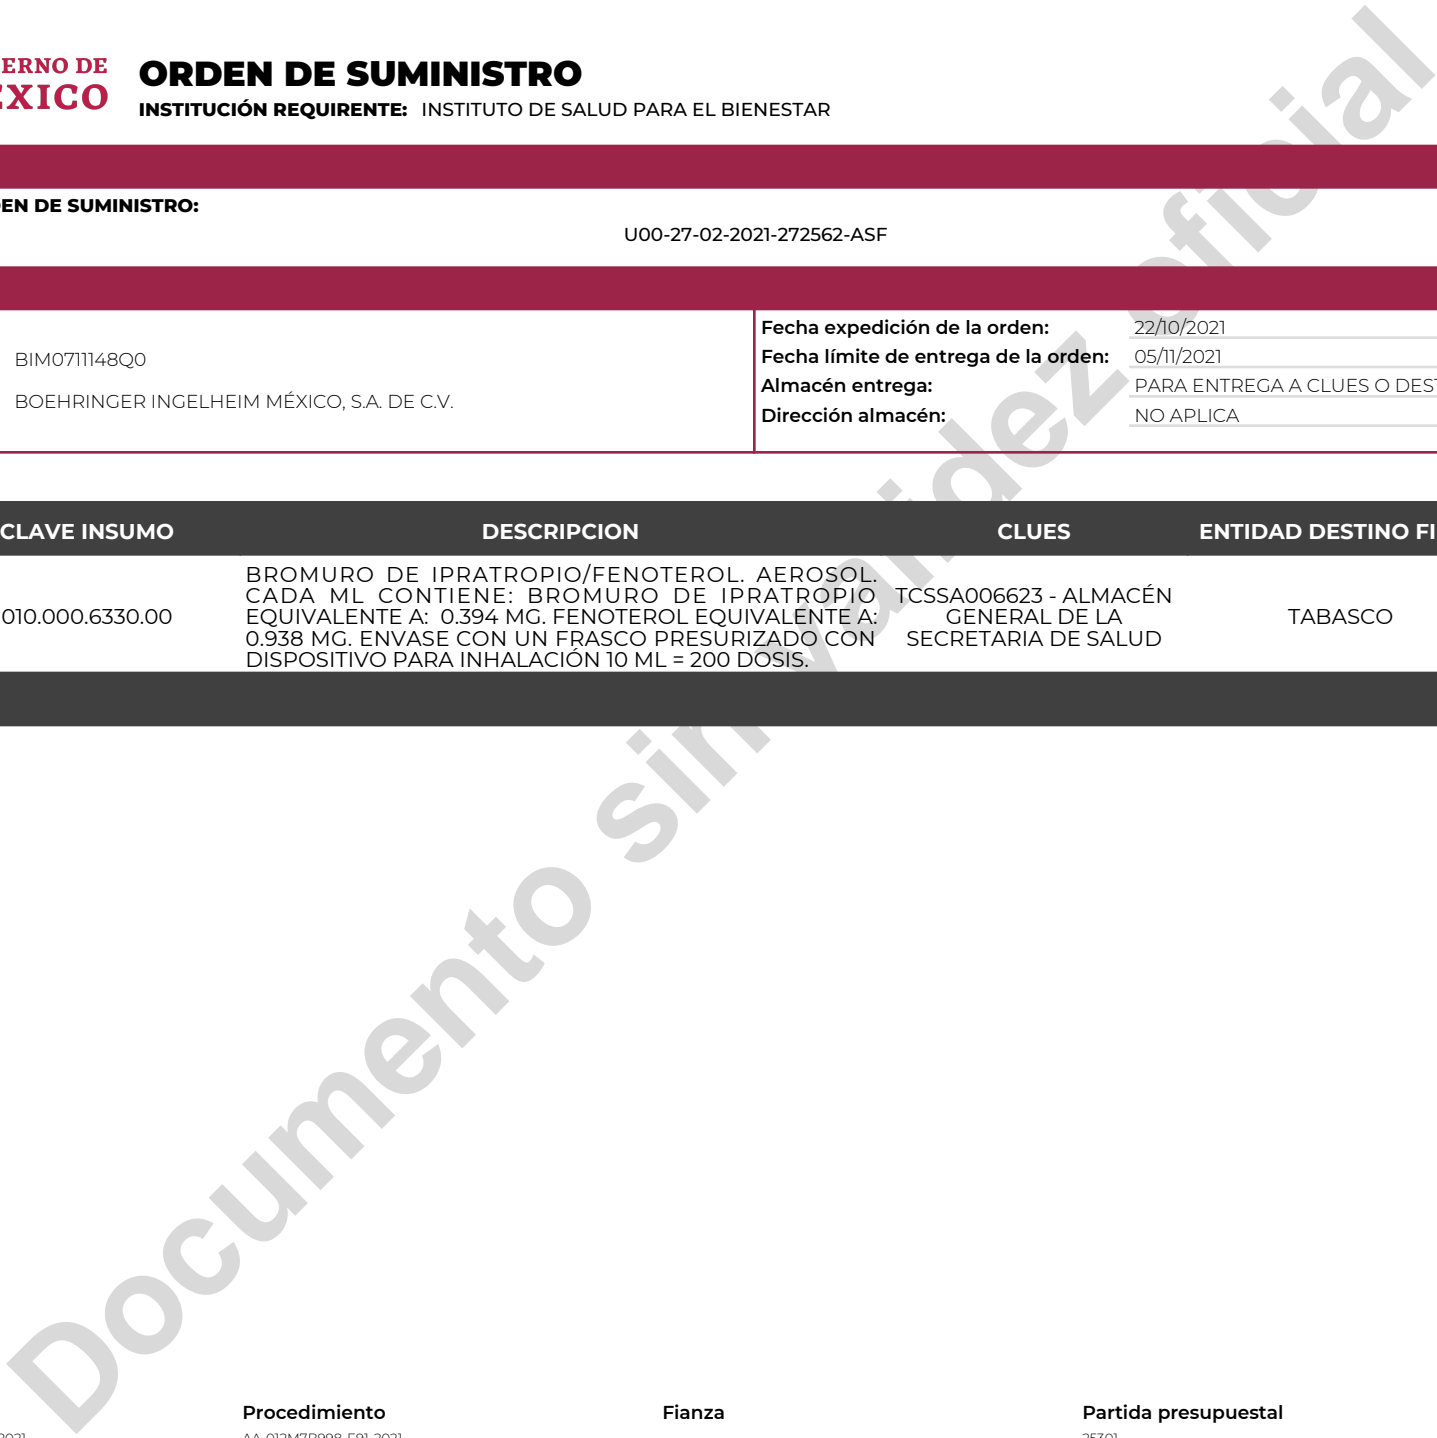 ERNO DE
ÉXICO
ORDEN DE SUMINISTRO
INSTITUCIÓN REQUIRENTE: INSTITUTO DE SALUD PARA EL BIENESTAR
EN DE SUMINISTRO:
U00-27-02-2021-272562-ASF
BIM0711148Q0
BOEHRINGER INGELHEIM MÉXICO, S.A. DE C.V.
Fecha expedición de la orden: 22/10/2021
Fecha límite de entrega de la orden: 05/11/2021
Almacén entrega: PARA ENTREGA A CLUES O DEST
Dirección almacén: NO APLICA
CLAVE INSUMO DESCRIPCION CLUES ENTIDAD DESTINO FI
010.000.6330.00
BROMURO DE IPRATROPIO/FENOTEROL. AEROSOL.
CADA ML CONTIENE: BROMURO DE IPRATROPIO
EQUIVALENTE A: 0.394 MG. FENOTEROL EQUIVALENTE A:
0.938 MG. ENVASE CON UN FRASCO PRESURIZADO CON
DISPOSITIVO PARA INHALACIÓN 10 ML = 200 DOSIS.
TCSSA006623 - ALMACÉN
GENERAL DE LA
SECRETARIA DE SALUD
TABASCO
Documento sin validez oficial
Procedimiento Fianza Partida presupuestal